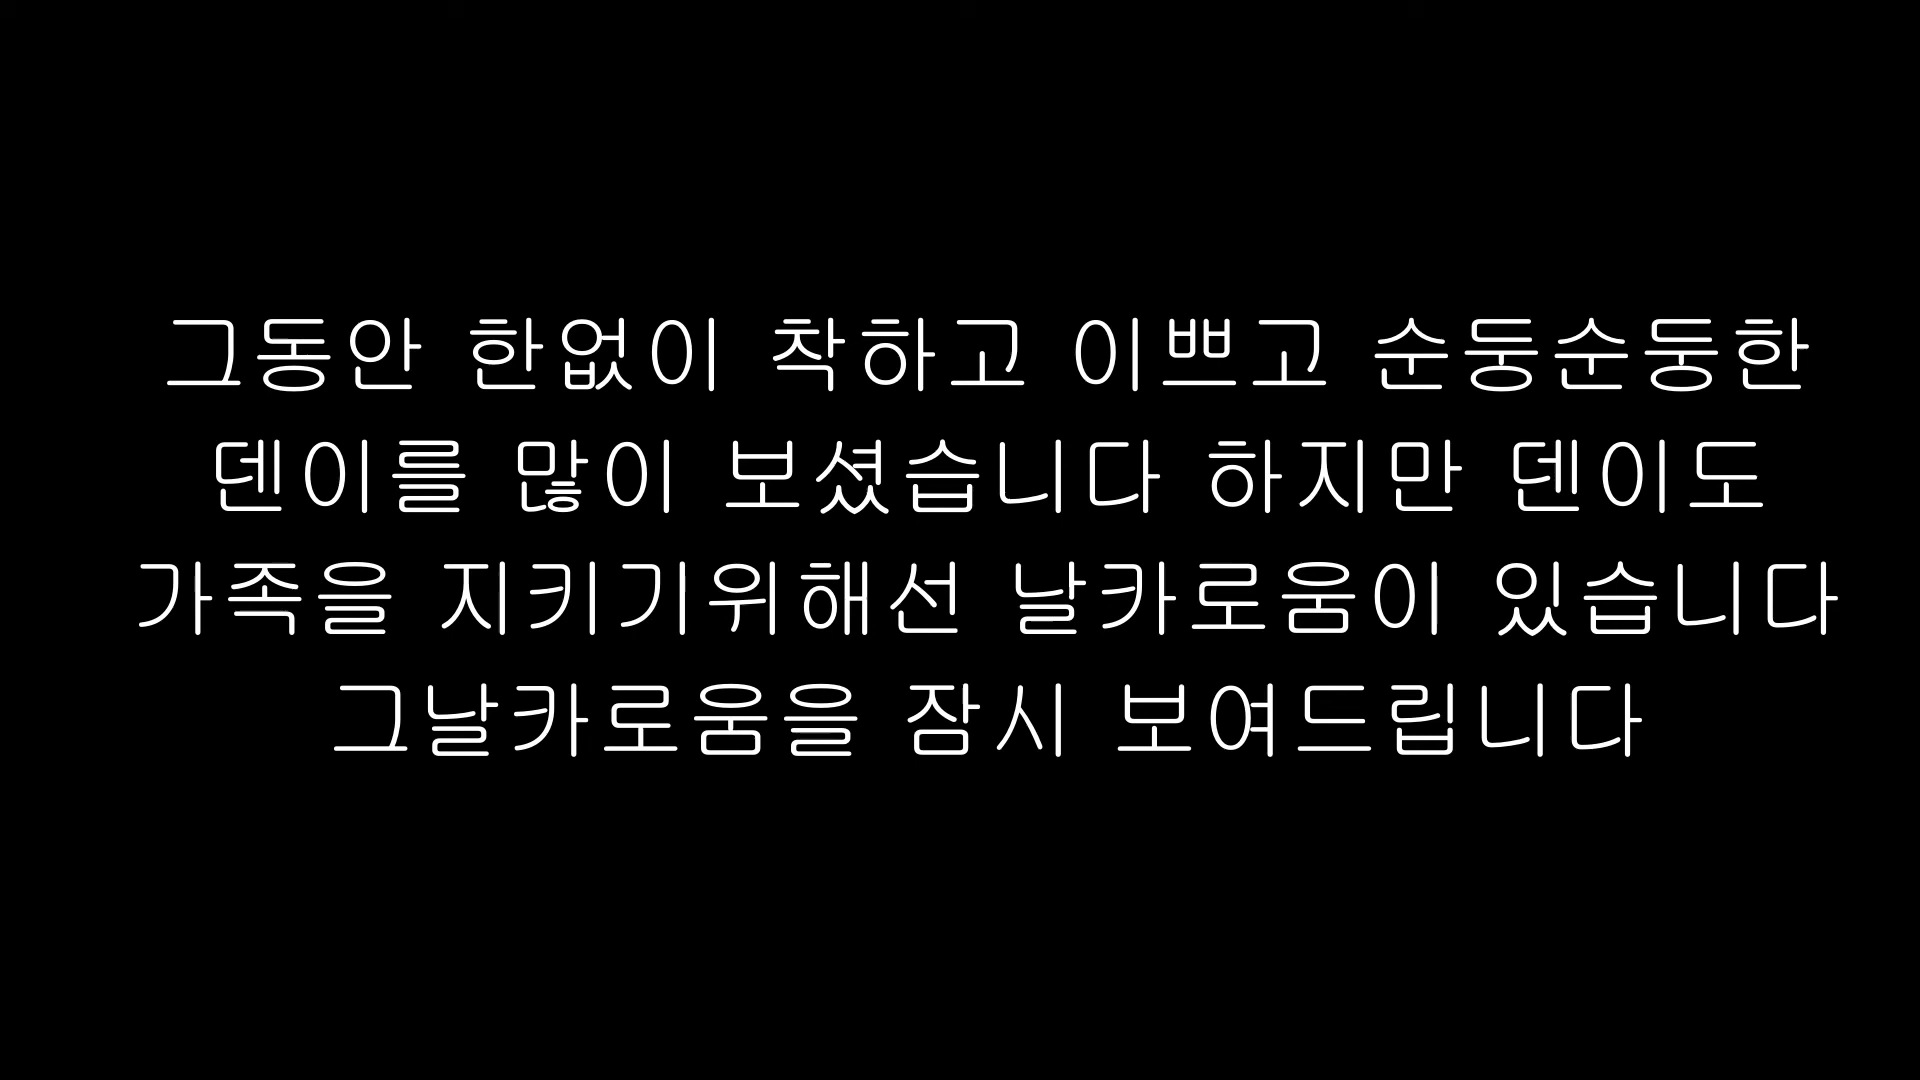 그동안 한없이 착하고 이쁘고 순둥순둥한
덴이를 많이 보셨습니다 하지만 덴이도
가족을 지키기위해선 날카로움이 있습니다
그날카로움을 잠시 보여드립니다